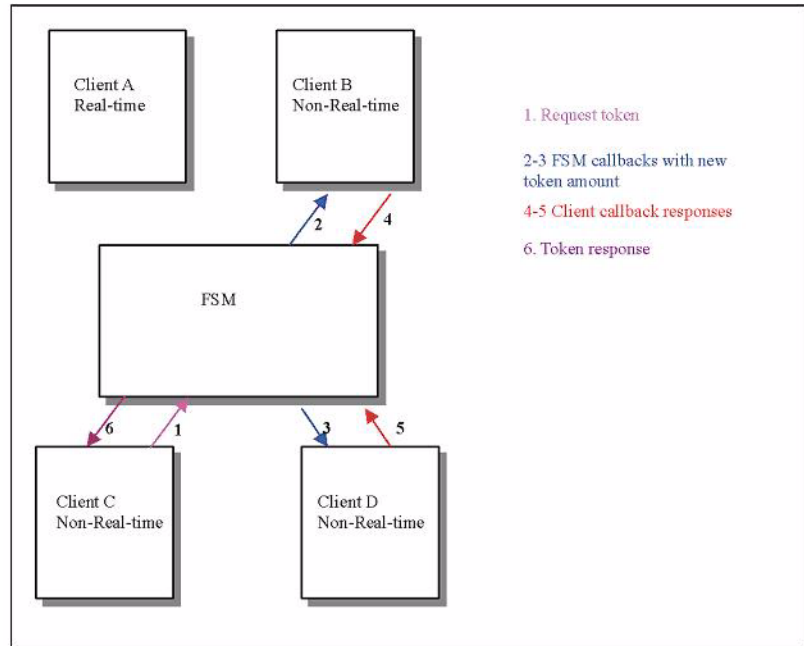 Client A
Real-time
Client B
Non-Real-time
1. Request token
2-3 FSM callbacks with new
token amount
4-5 Client callback responses
6. Token response
2
4
FSM
6
1
3
5
Client C
Non-Real-time
Client D
Non-Real-time